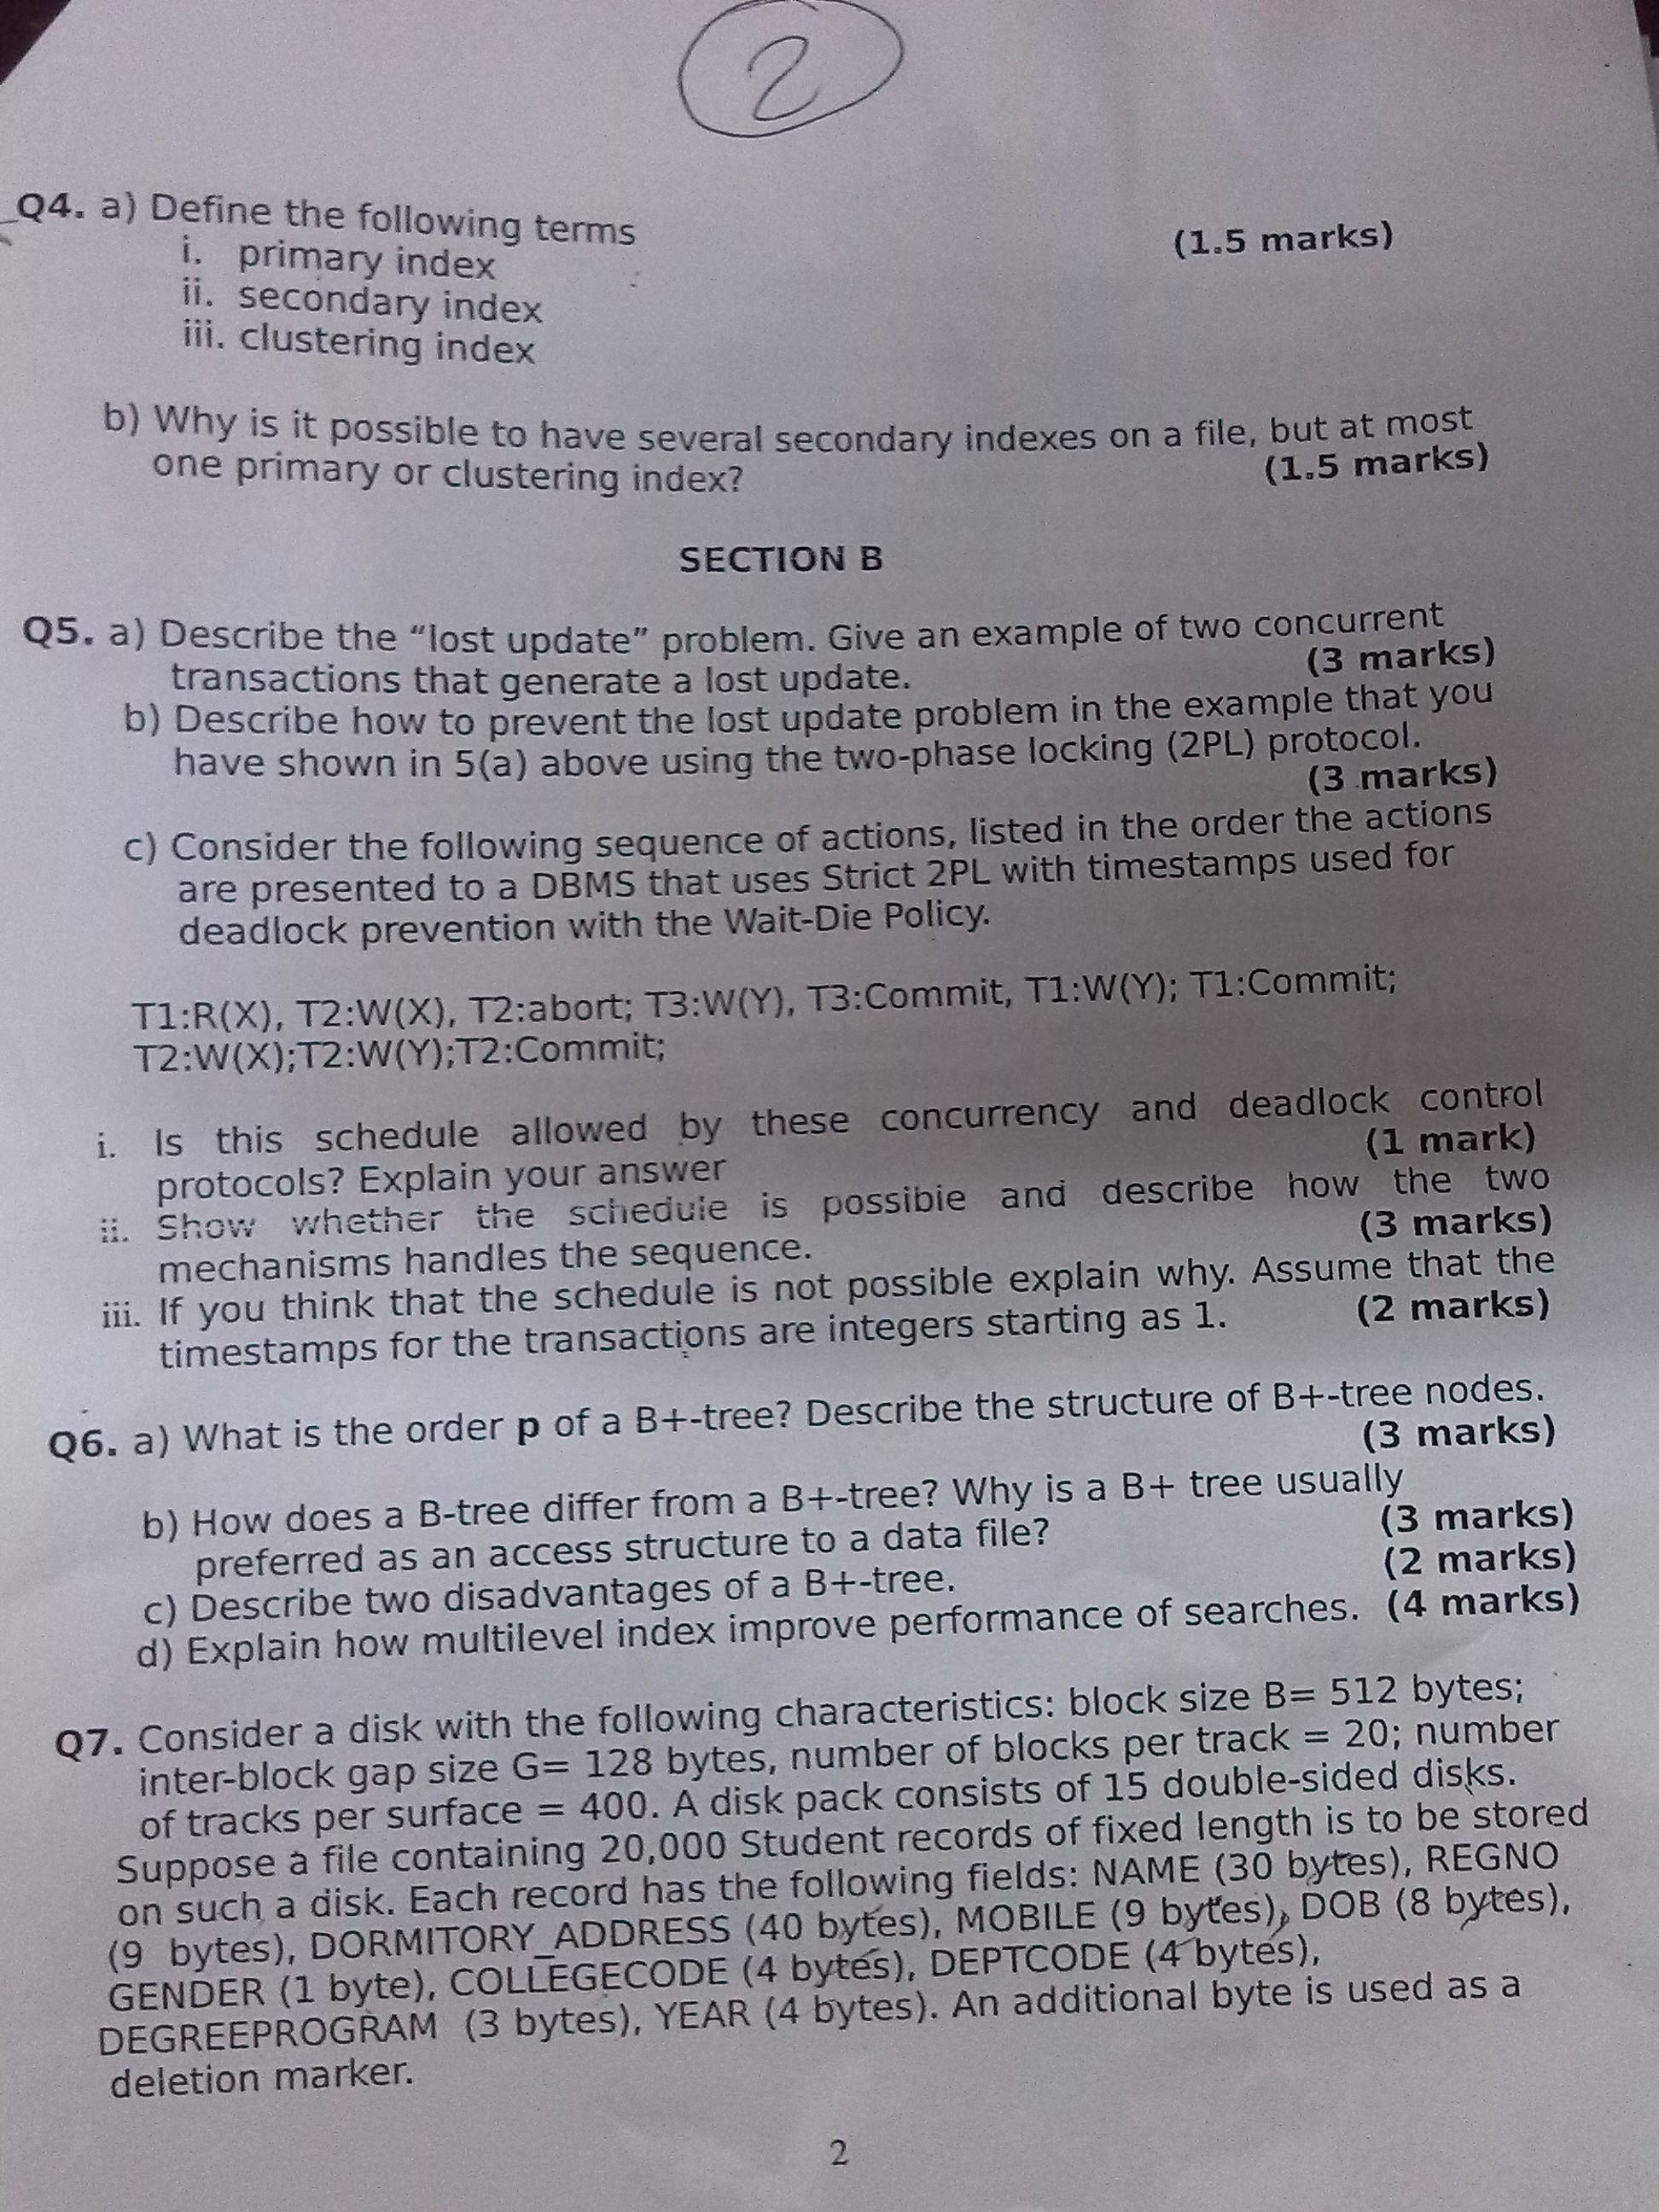 2
Q4. a) Define the following terms (1.5 marks)
i. primary index
ii. secondary index
iii. clustering index
b) Why is it possible to have several secondary indexes on a file, but at most
one primary or clustering index? (1.5 marks)
SECTION B
Q5. a) Describe the “lost update” problem. Give an example of two concurrent
transactions that generate a lost update. (3 marks)
b) Describe how to prevent the lost update problem in the example that you
have shown in 5(a) above using the two-phase locking (2PL) protocol.
(3 marks)
c) Consider the following sequence of actions, listed in the order the actions
are presented to a DBMS that uses Strict 2PL with timestamps used for
deadlock prevention with the Wait-Die Policy.
T1:R(X), T2:W(X), T2:abort; T3:W(Y), T3:Commit, T1:W(Y); T1:Commit;
T2:W(X);T2:W(Y);T2:Commit;
i. Is this schedule allowed by these concurrency and deadlock control
protocols? Explain your answer (1 mark)
ii. Show whether the schedule is possible and describe how the two
mechanisms handles the sequence. (3 marks)
iii. If you think that the schedule is not possible explain why. Assume that the
timestamps for the transactions are integers starting as 1. (2 marks)
Q6. a) What is the order p of a B+-tree? Describe the structure of B+-tree nodes.
(3 marks)
b) How does a B-tree differ from a B+-tree? Why is a B+ tree usually
preferred as an access structure to a data file? (3 marks)
c) Describe two disadvantages of a B+-tree. (2 marks)
d) Explain how multilevel index improve performance of searches. (4 marks)
Q7. Consider a disk with the following characteristics: block size B= 512 bytes;
inter-block gap size G= 128 bytes, number of blocks per track = 20; number
of tracks per surface = 400. A disk pack consists of 15 double-sided disks.
Suppose a file containing 20,000 Student records of fixed length is to be stored
on such a disk. Each record has the following fields: NAME (30 bytes), REGNO
(9 bytes), DORMITORY_ADDRESS (40 bytes), MOBILE (9 bytes), DOB (8 bytes),
GENDER (1 byte), COLLEGECODE (4 bytes), DEPTCODE (4 bytes),
DEGREEPROGRAM (3 bytes), YEAR (4 bytes). An additional byte is used as a
deletion marker.
2